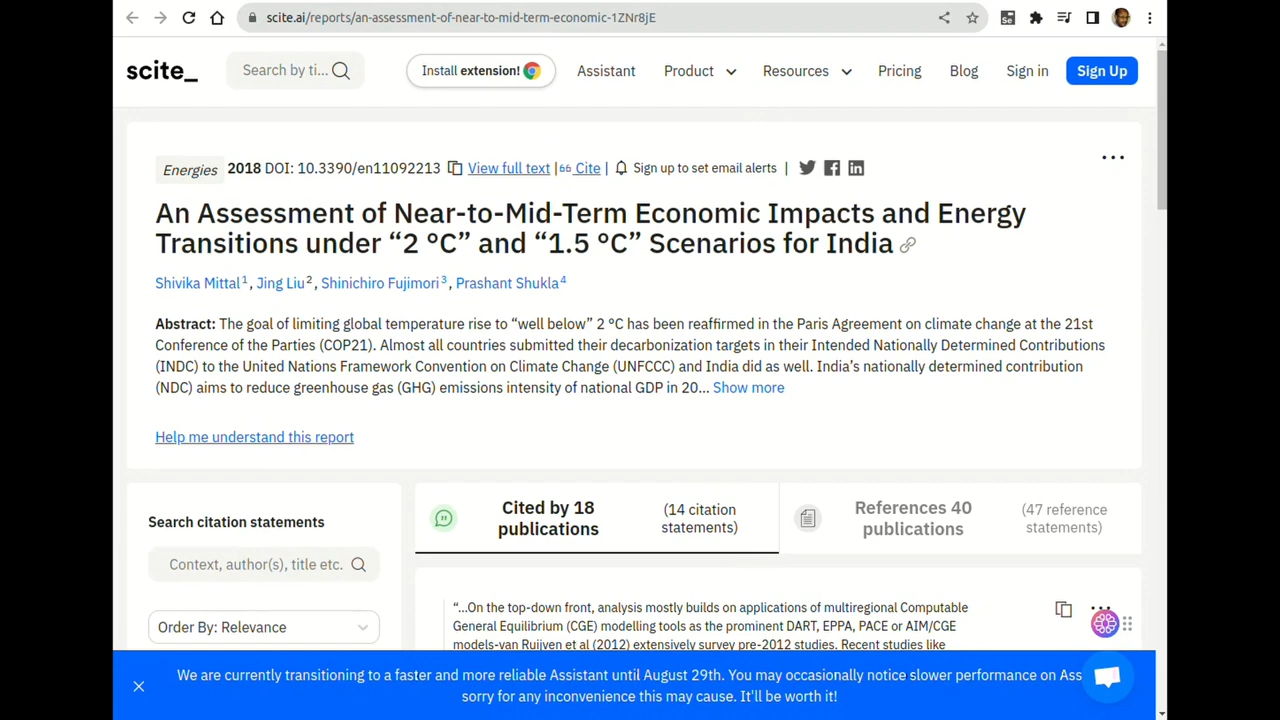 scite.ai/reports/an-assessment-of-near-to-mid-term-economic-1ZNr8jE
Se
scite_
Search by ti...
Install extension!
Assistant
Product
Resources
Pricing
Blog
Sign in
Sign Up
Energies 2018 DOI: 10.3390/en11092213 View full text | Cite | Sign up to set email alerts |
An Assessment of Near-to-Mid-Term Economic Impacts and Energy
Transitions under “2 °C” and “1.5 °C” Scenarios for India
Shivika Mittal1, Jing Liu2, Shinichiro Fujimori3, Prashant Shukla4
Abstract: The goal of limiting global temperature rise to “well below” 2 °C has been reaffirmed in the Paris Agreement on climate change at the 21st
Conference of the Parties (COP21). Almost all countries submitted their decarbonization targets in their Intended Nationally Determined Contributions
(INDC) to the United Nations Framework Convention on Climate Change (UNFCCC) and India did as well. India’s nationally determined contribution
(NDC) aims to reduce greenhouse gas (GHG) emissions intensity of national GDP in 20... Show more
Help me understand this report
Search citation statements
Context, author(s), title etc.
Order By: Relevance
Cited by 18
publications
(14 citation
statements)
References 40
publications
(47 reference
statements)
“…On the top-down front, analysis mostly builds on applications of multiregional Computable
General Equilibrium (CGE) modelling tools as the prominent DART, EPPA, PACE or AIM/CGE
models-van Ruijven et al (2012) extensively survey pre-2012 studies. Recent studies like
We are currently transitioning to a faster and more reliable Assistant until August 29th. You may occasionally notice slower performance on Ass
sorry for any inconvenience this may cause. It'll be worth it!